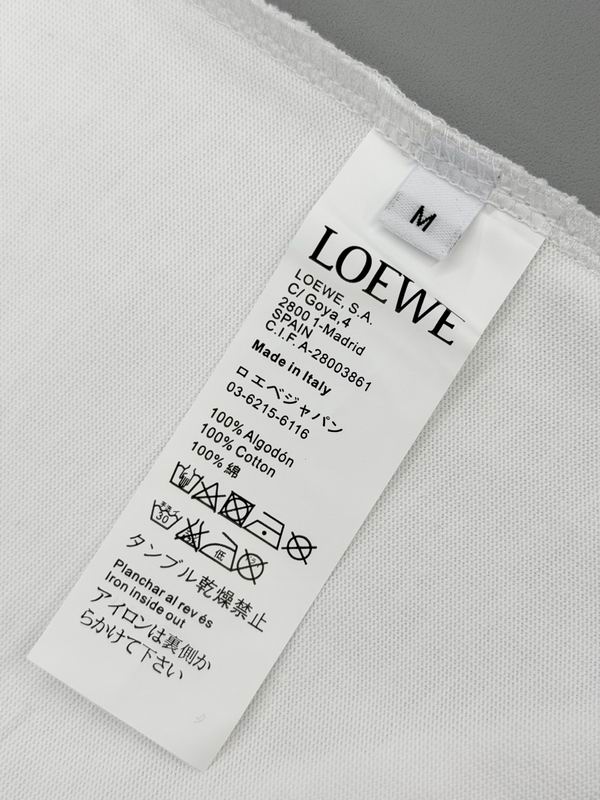 M
LOEWE
LOEWE, S.A.
C/ Goya,4
2800 1-Madrid
SPAIN
C.I.F. A-28003861
Made in Italy
ロ エベジャパン
03-6215-6116
100% Algodón
100% Cotton
100% 綿
30
低
タンブル乾燥禁止
Planchar al rev és
Iron inside out
アイロンは裏側か
らかけて下さい